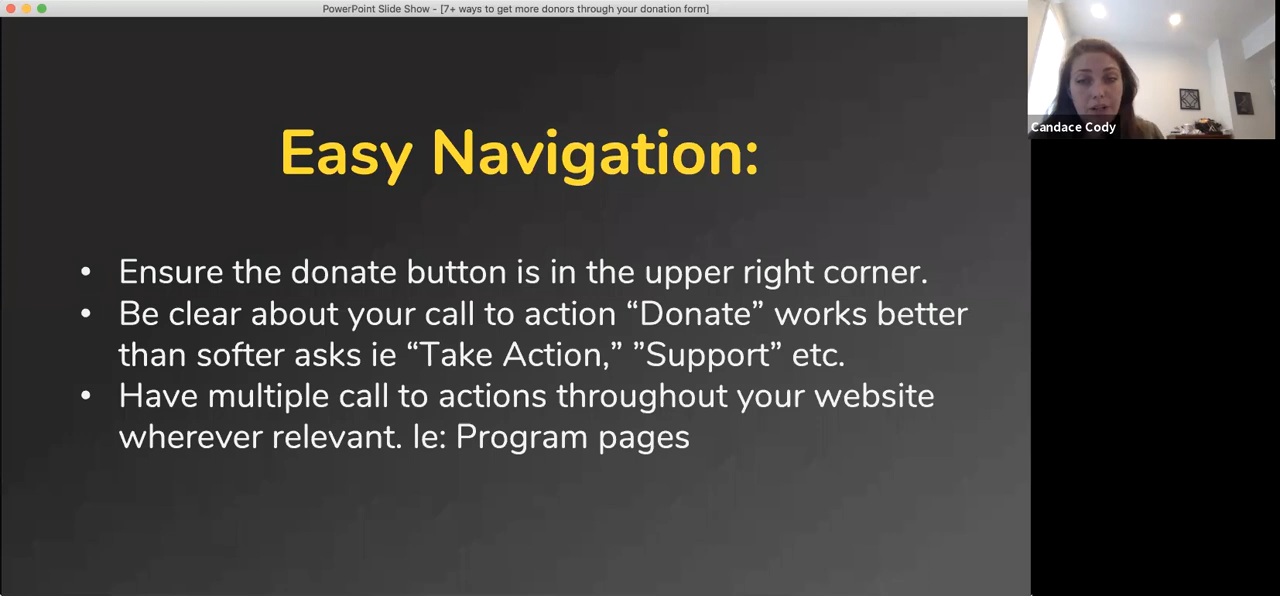 PowerPoint Slide Show - [7+ ways to get more donors through your donation form]
Candace Cody
Easy Navigation:
• Ensure the donate button is in the upper right corner.
• Be clear about your call to action “Donate” works better
than softer asks ie “Take Action,” ”Support” etc.
• Have multiple call to actions throughout your website
wherever relevant. Ie: Program pages